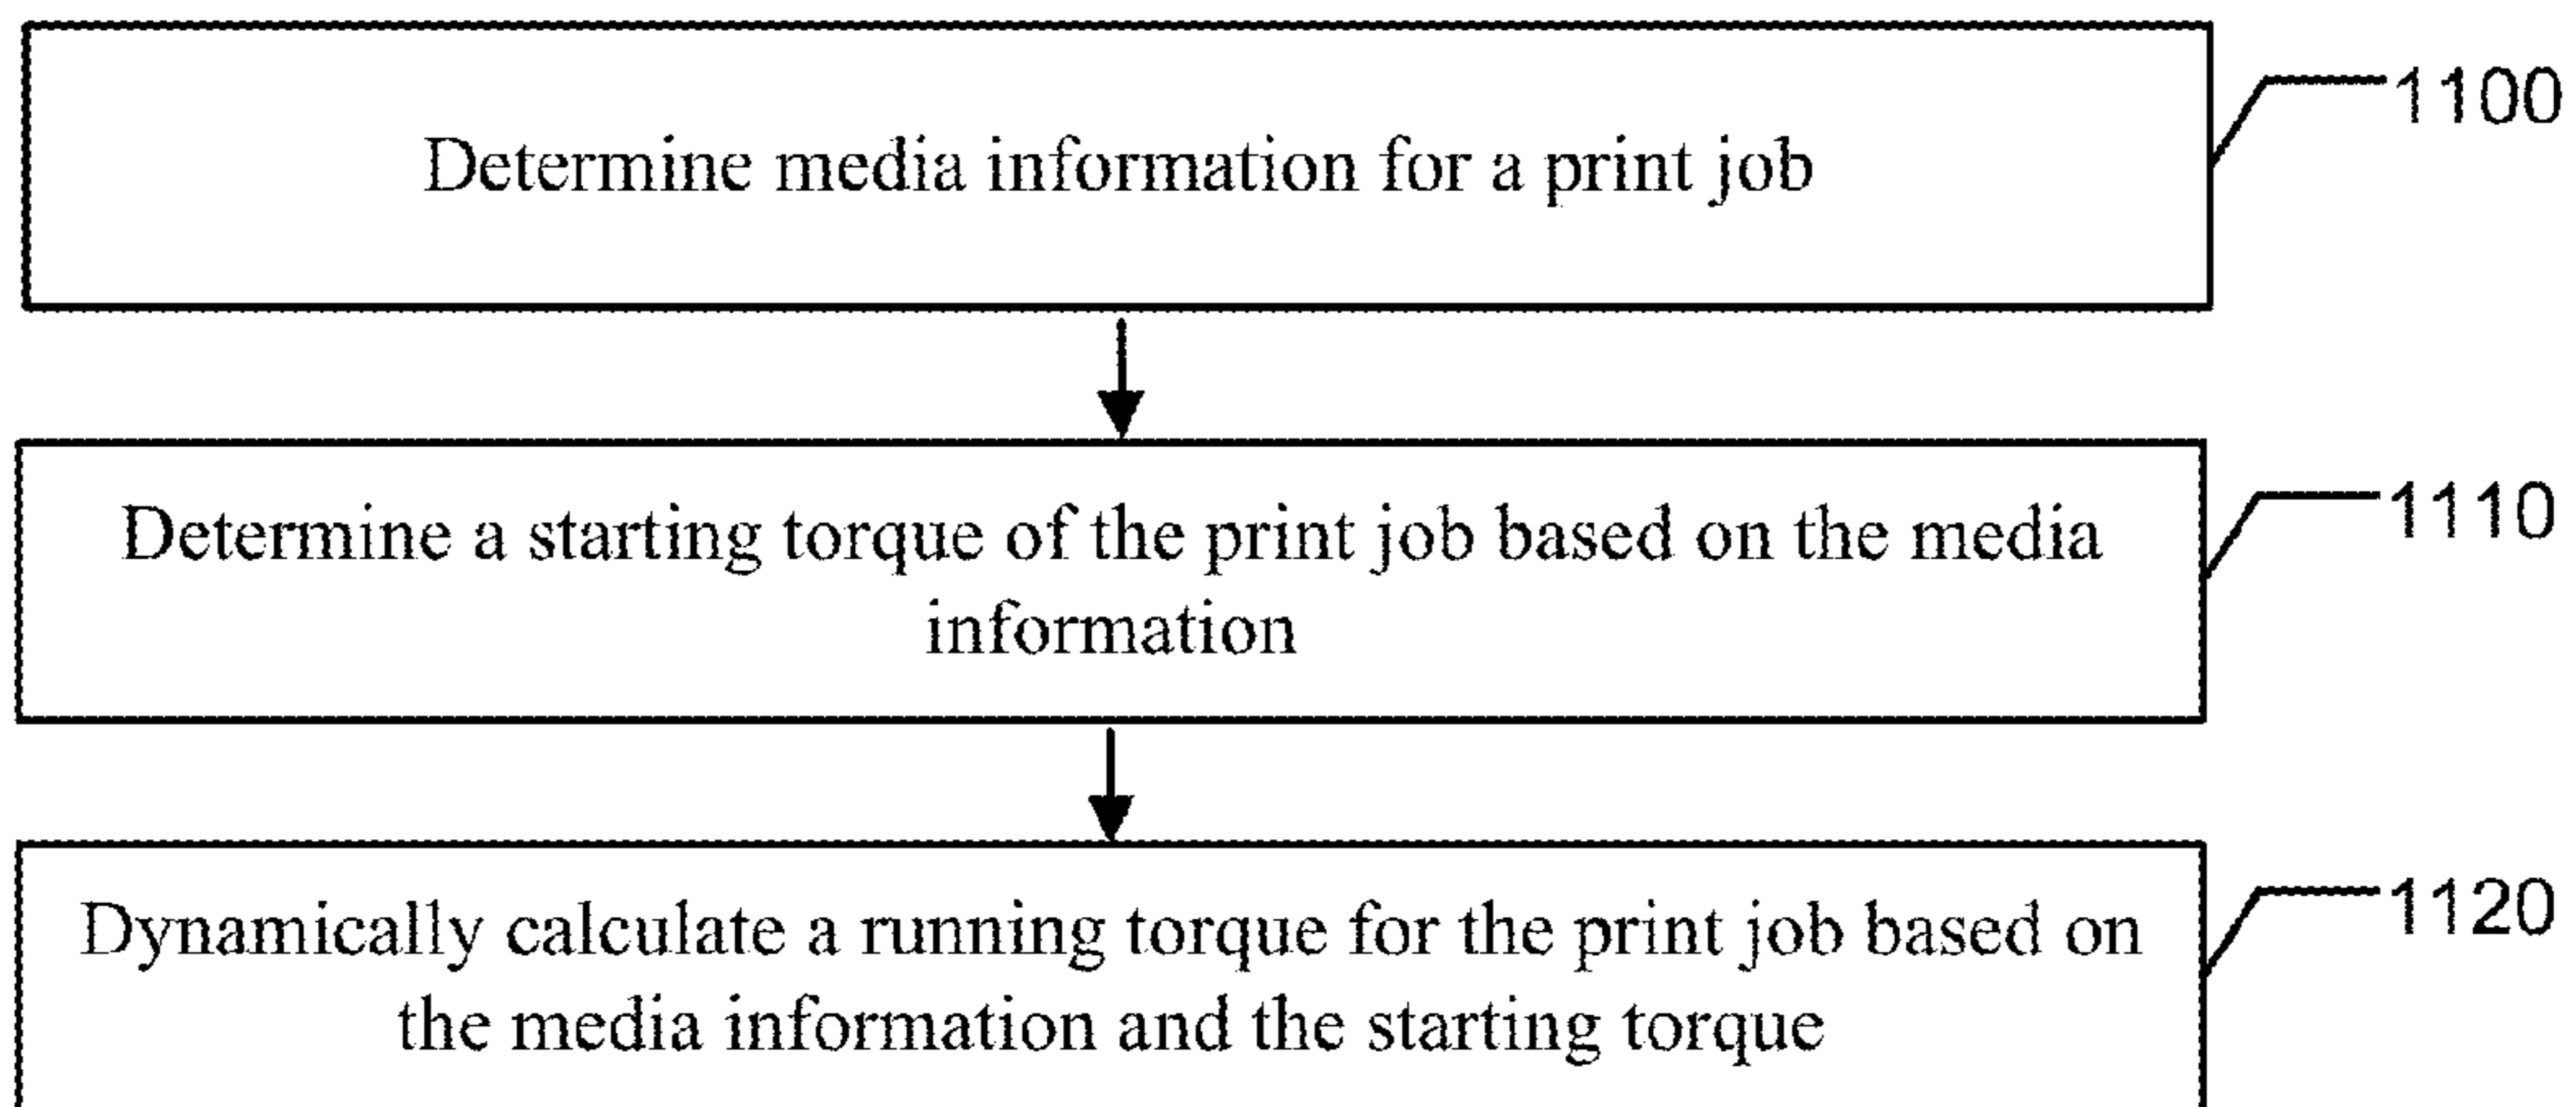 Determine media information for a print job
1100
Determine a starting torque of the print job based on the media
information
1110
Dynamically calculate a running torque for the print job based on
the media information and the starting torque
1120